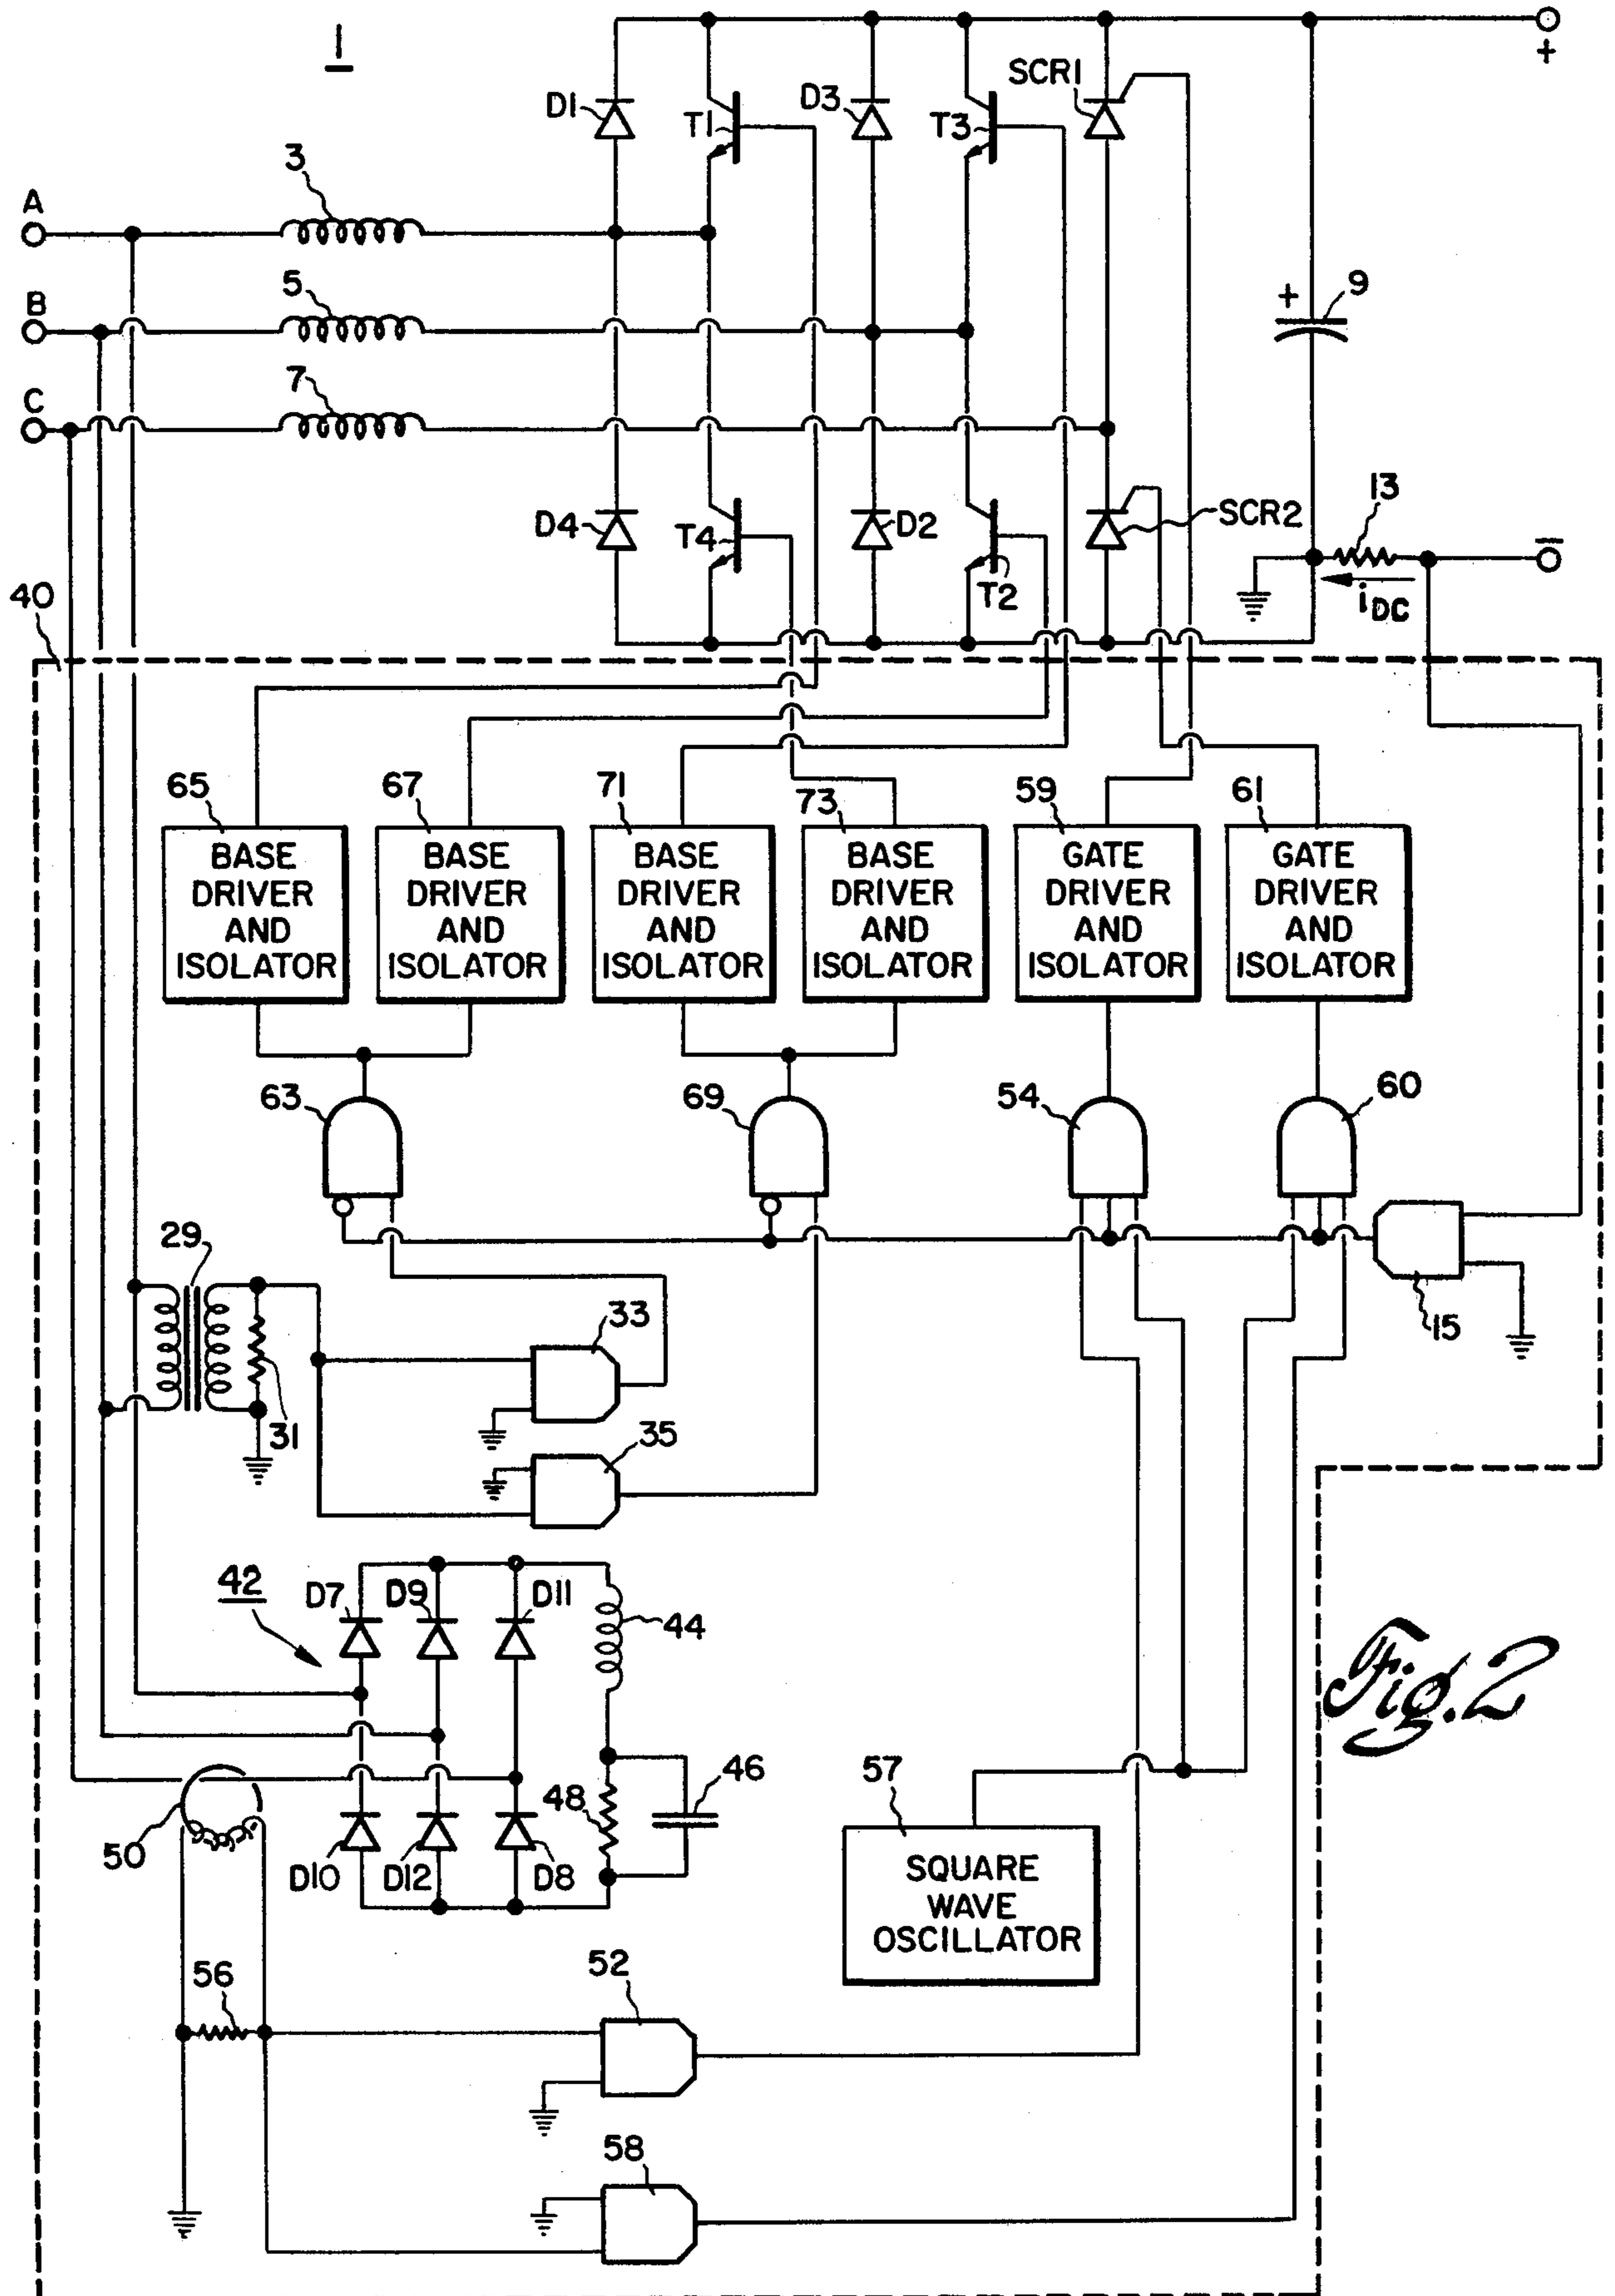 1
+
SCR1
D1
D3
T1
T3
3
A
5
B
+ 9
7
C
13
D4
T4
D2
SCR2
–
T2
iDC
40
65
67
71
73
59
61
BASE
DRIVER
AND
ISOLATOR
BASE
DRIVER
AND
ISOLATOR
BASE
DRIVER
AND
ISOLATOR
BASE
DRIVER
AND
ISOLATOR
GATE
DRIVER
AND
ISOLATOR
GATE
DRIVER
AND
ISOLATOR
63
69
54
60
29
33
15
31
35
42
D7
D9
D11
44
Fig. 2
57
46
48
50
D10
D12
D8
SQUARE
WAVE
OSCILLATOR
56
52
58